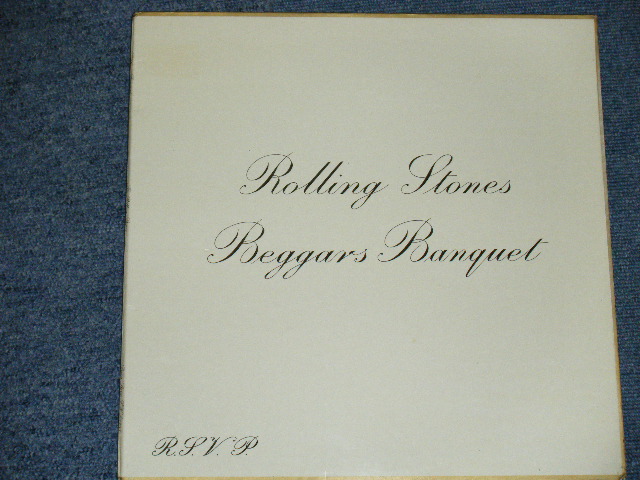 Rolling Stones
Beggars Banquet
R.S.V.P.